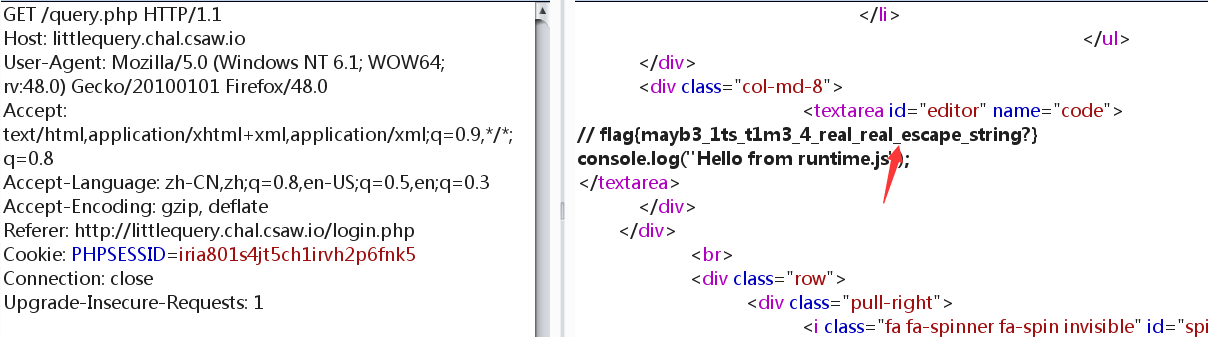 GET /query.php HTTP/1.1
Host: littlequery.chal.csaw.io
User-Agent: Mozilla/5.0 (Windows NT 6.1; WOW64;
rv:48.0) Gecko/20100101 Firefox/48.0
Accept:
text/html,application/xhtml+xml,application/xml;q=0.9,*/*;
q=0.8
Accept-Language: zh-CN,zh;q=0.8,en-US;q=0.5,en;q=0.3
Accept-Encoding: gzip, deflate
Referer: http://littlequery.chal.csaw.io/login.php
Cookie: PHPSESSID=iria801s4jt5ch1irvh2p6fnk5
Connection: close
Upgrade-Insecure-Requests: 1
</li>
</ul>
</div>
<div class="col-md-8">
<textarea id="editor" name="code">
// flag{mayb3_1ts_t1m3_4_real_real_escape_string?}
console.log("Hello from runtime.js");
</textarea>
</div>
</div>
<br>
<div class="row">
<div class="pull-right">
<i class="fa fa-spinner fa-spin invisible" id="spi